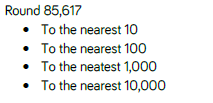 Round 85,617
• To the nearest 10
• To the nearest 100
• To the neatest 1,000
• To the nearest 10,000